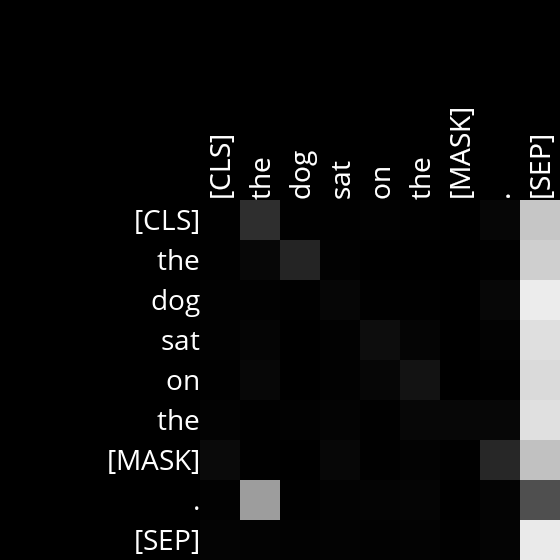 [CLS] the dog sat on the [MASK] . [SEP]
[CLS]
the
dog
sat
on
the
[MASK]
.
[SEP]